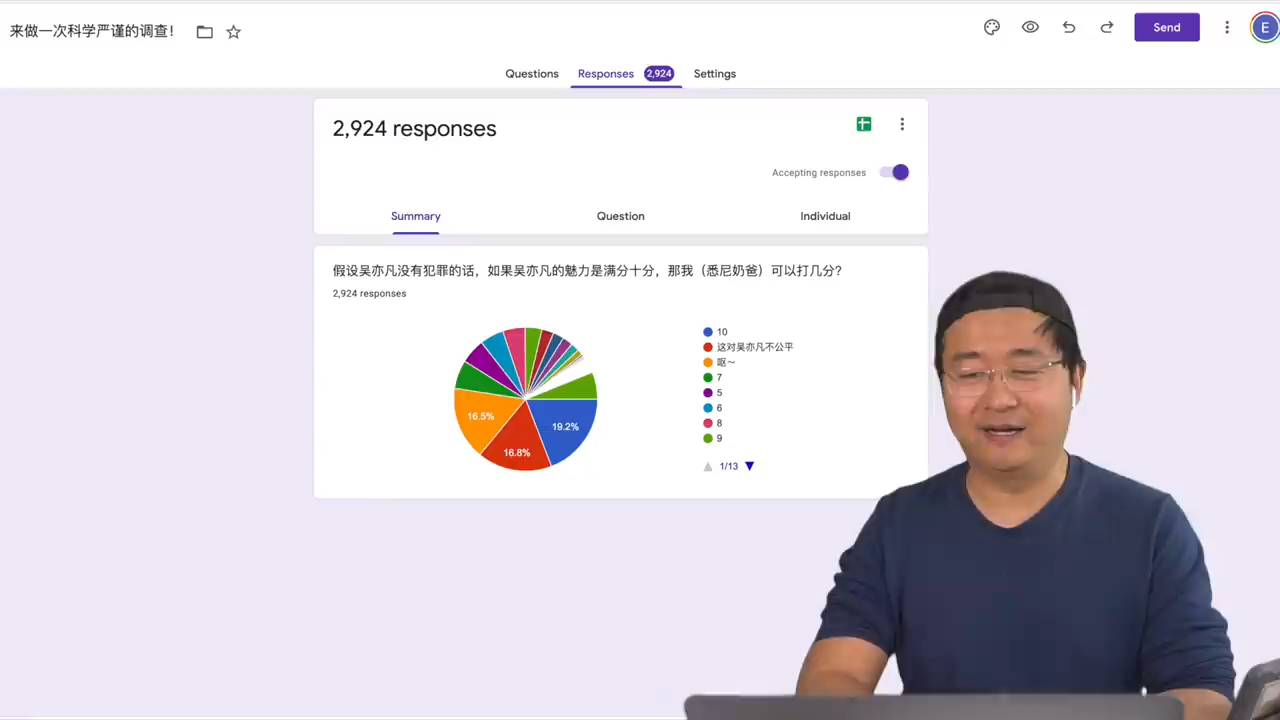 来做一次科学严谨的调查!
Send
E
Questions
Responses 2,924
Settings
2,924 responses
Accepting responses
Summary
Question
Individual
假设吴亦凡没有犯罪的话，如果吴亦凡的魅力是满分十分，那我（悉尼奶爸）可以打几分?
2,924 responses
16.5%
19.2%
16.8%
10
这对吴亦凡不公平
呕～
7
5
6
8
9
1/13